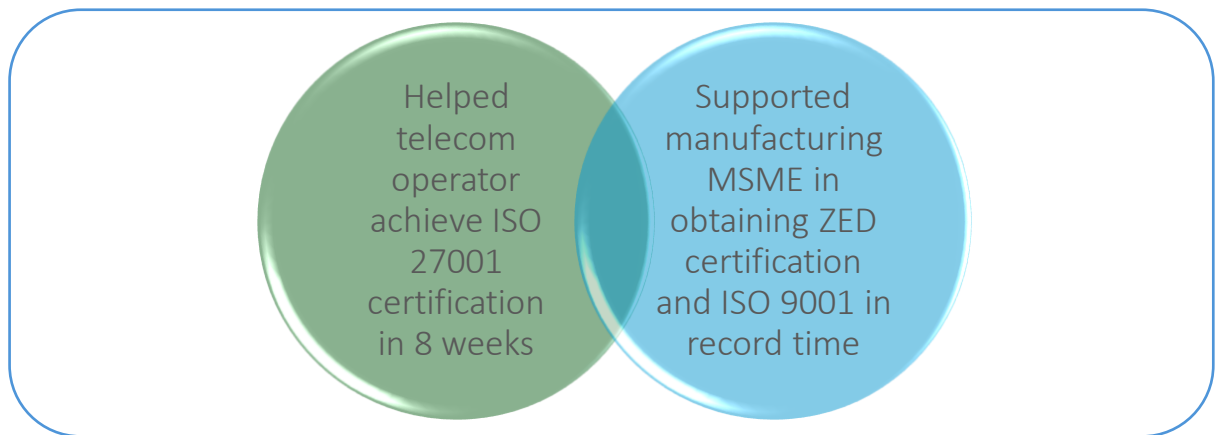 Helped
telecom
operator
achieve ISO
27001
certification
in 8 weeks
Supported
manufacturing
MSME in
obtaining ZED
certification
and ISO 9001 in
record time